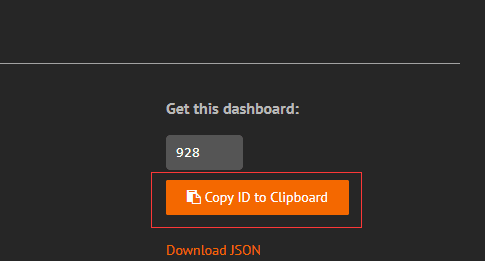 Get this dashboard:
928
Copy ID to Clipboard
Download JSON